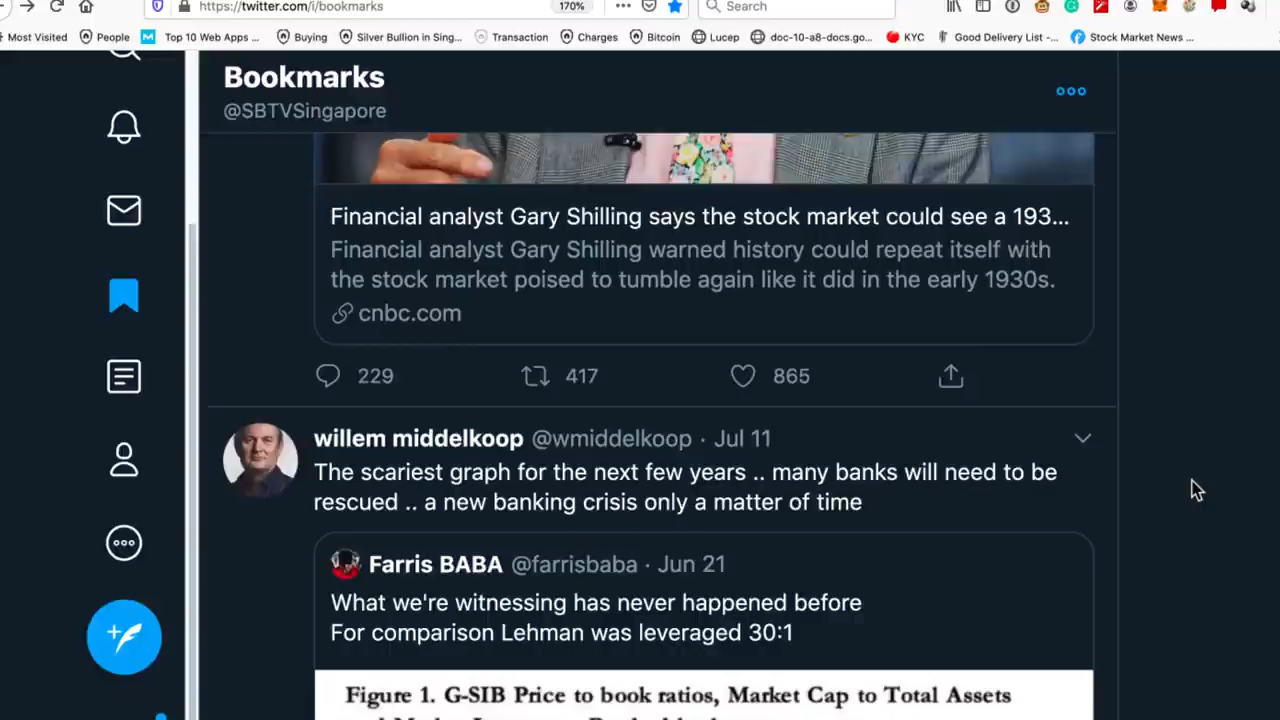 https://twitter.com/i/bookmarks
170%
Search
Most Visited
People
Top 10 Web Apps ...
Buying
Silver Bullion in Sing...
Transaction
Charges
Bitcoin
Lucep
doc-10-a8-docs.go...
KYC
Good Delivery List -...
Stock Market News ...
Bookmarks
@SBTVSingapore
Financial analyst Gary Shilling says the stock market could see a 193...
Financial analyst Gary Shilling warned history could repeat itself with
the stock market poised to tumble again like it did in the early 1930s.
cnbc.com
229
417
865
willem middelkoop @wmiddelkoop · Jul 11
The scariest graph for the next few years .. many banks will need to be
rescued .. a new banking crisis only a matter of time
Farris BABA @farrisbaba · Jun 21
What we're witnessing has never happened before
For comparison Lehman was leveraged 30:1
Figure 1. G-SIB Price to book ratios, Market Cap to Total Assets